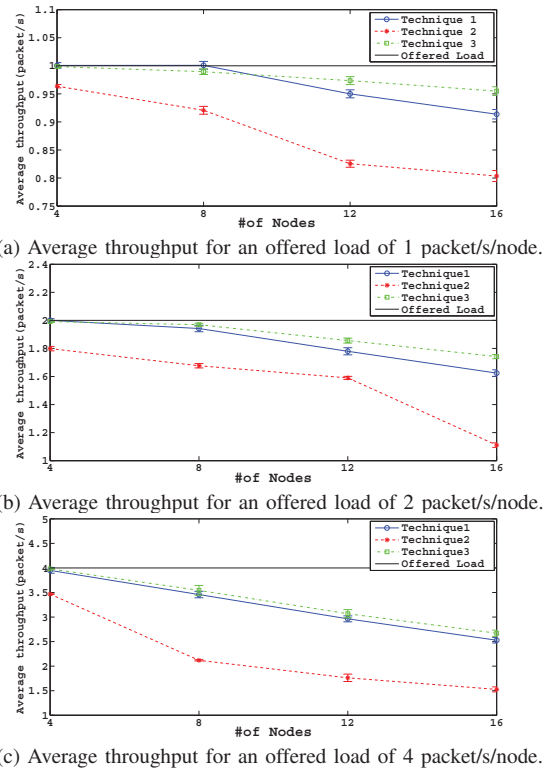 1.1
1.05
1
0.95
0.9
0.85
0.8
0.75
Average throughput(packet/s)
Technique 1
Technique 2
Technique 3
Offered Load
4
8
12
16
#of Nodes
(a) Average throughput for an offered load of 1 packet/s/node.
2.4
2.2
2
1.8
1.6
1.4
1.2
1
Average throughput(packet/s)
Technique1
Technique2
Technique3
Offered Load
4
8
12
16
#of Nodes
(b) Average throughput for an offered load of 2 packet/s/node.
5
4.5
4
3.5
3
2.5
2
1.5
1
Average throughput(packet/s)
Technique1
Technique2
Technique3
Offered Load
4
8
12
16
#of Nodes
(c) Average throughput for an offered load of 4 packet/s/node.